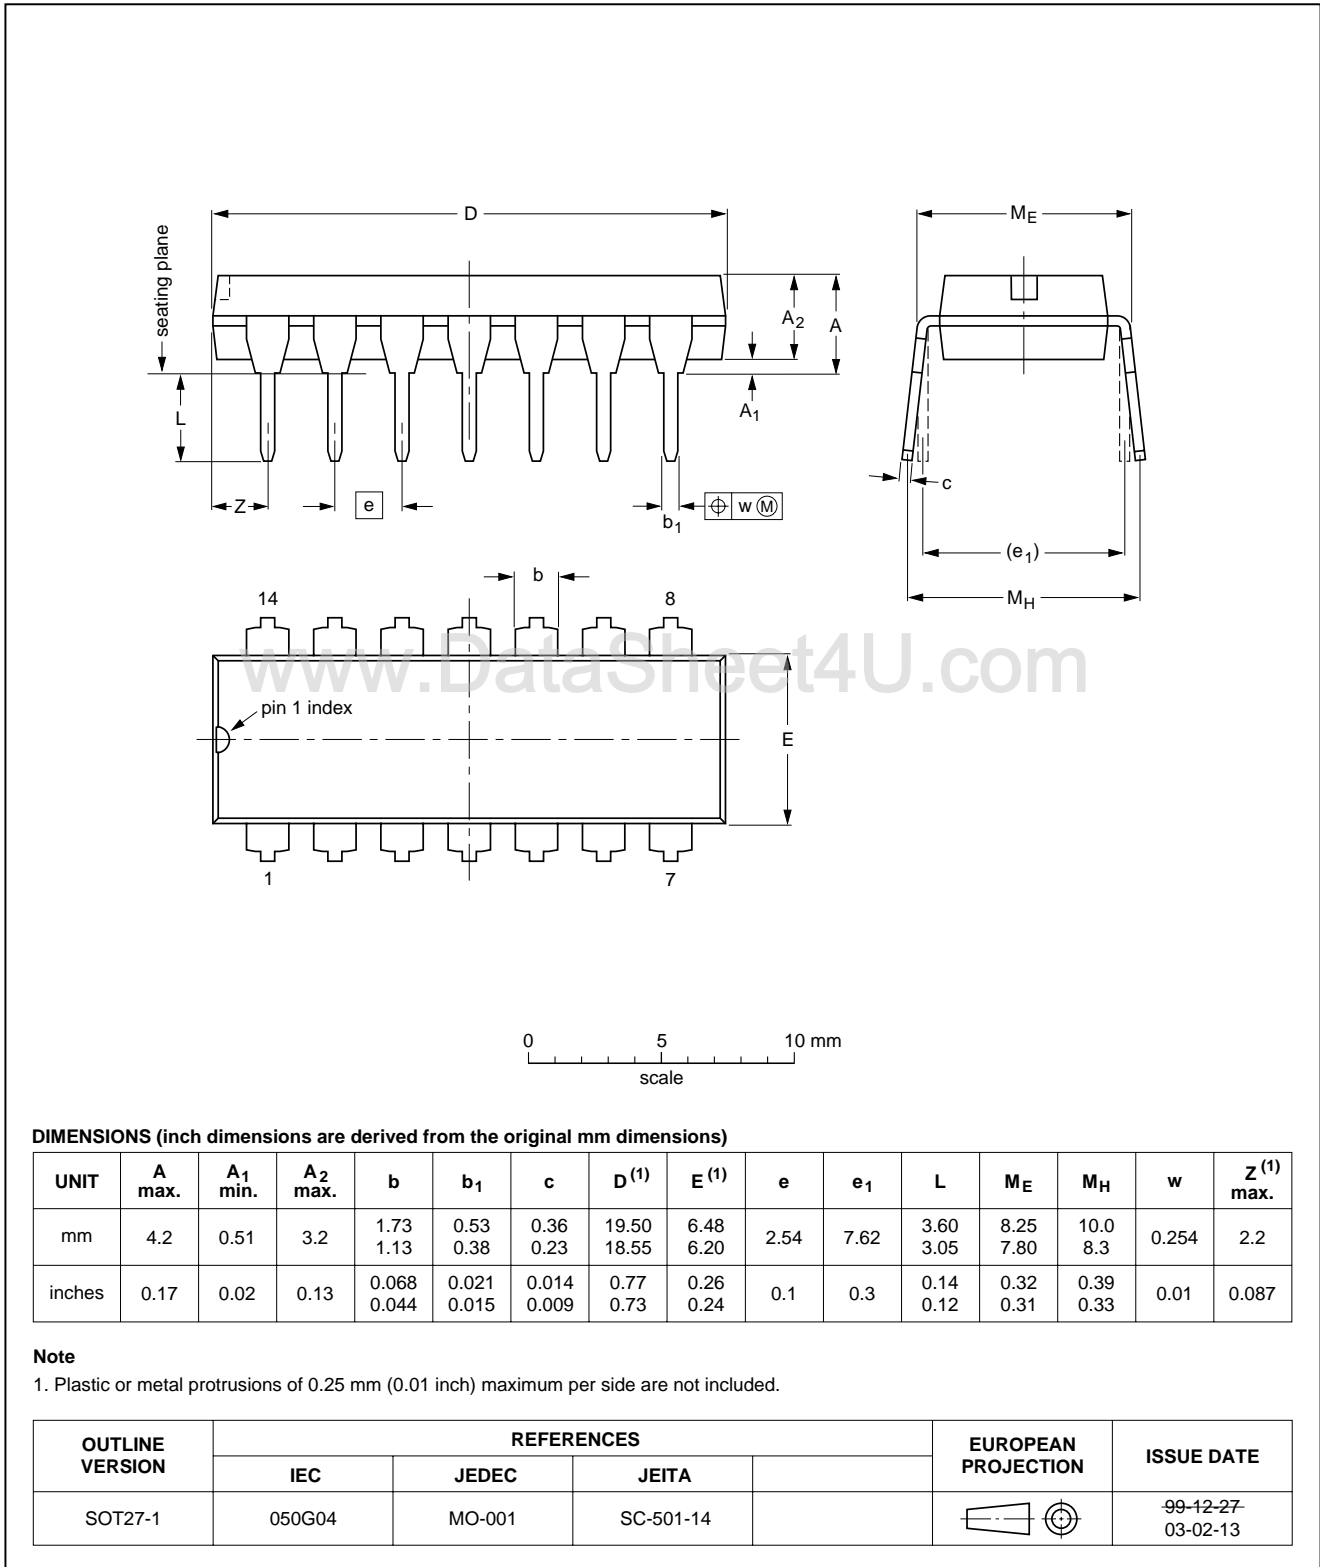 D
M_E
seating plane
A_2
A
A_1
L
Z
e
b_1
w M
c
(e_1)
M_H
b
14
8
www.DataSheet4U.com
pin 1 index
E
1
7
0 5 10 mm
scale
DIMENSIONS (inch dimensions are derived from the original mm dimensions)
UNIT | A max. | A1 min. | A2 max. | b | b1 | c | D(1) | E(1) | e | e1 | L | ME | MH | w | Z(1) max.
mm | 4.2 | 0.51 | 3.2 | 1.73 1.13 | 0.53 0.38 | 0.36 0.23 | 19.50 18.55 | 6.48 6.20 | 2.54 | 7.62 | 3.60 3.05 | 8.25 7.80 | 10.0 8.3 | 0.254 | 2.2
inches | 0.17 | 0.02 | 0.13 | 0.068 0.044 | 0.021 0.015 | 0.014 0.009 | 0.77 0.73 | 0.26 0.24 | 0.1 | 0.3 | 0.14 0.12 | 0.32 0.31 | 0.39 0.33 | 0.01 | 0.087
Note
1. Plastic or metal protrusions of 0.25 mm (0.01 inch) maximum per side are not included.
OUTLINE VERSION | REFERENCES | EUROPEAN PROJECTION | ISSUE DATE
IEC | JEDEC | JEITA
SOT27-1 | 050G04 | MO-001 | SC-501-14 | 99-12-27 03-02-13